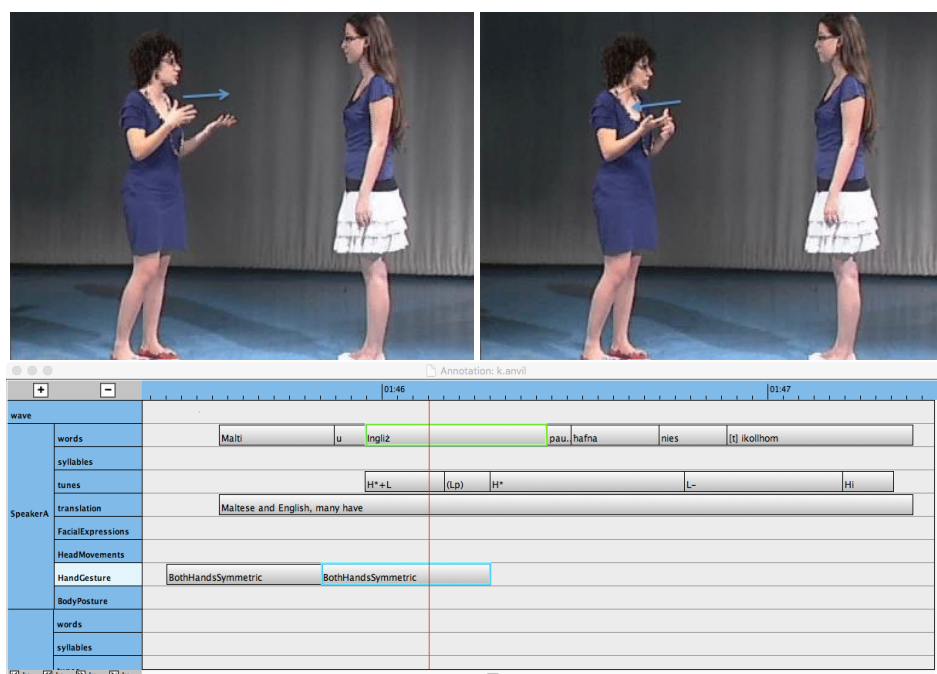 Annotation: k.anvil
+ -
01:46 01:47
wave
words Malti u Ingliż pau.. ħafna nies [t] ikollhom
syllables
tunes H*+L (Lp) H* L- Hi
SpeakerA translation Maltese and English, many have
FacialExpressions
HeadMovements
HandGesture BothHandsSymmetric BothHandsSymmetric
BodyPosture
words
syllables